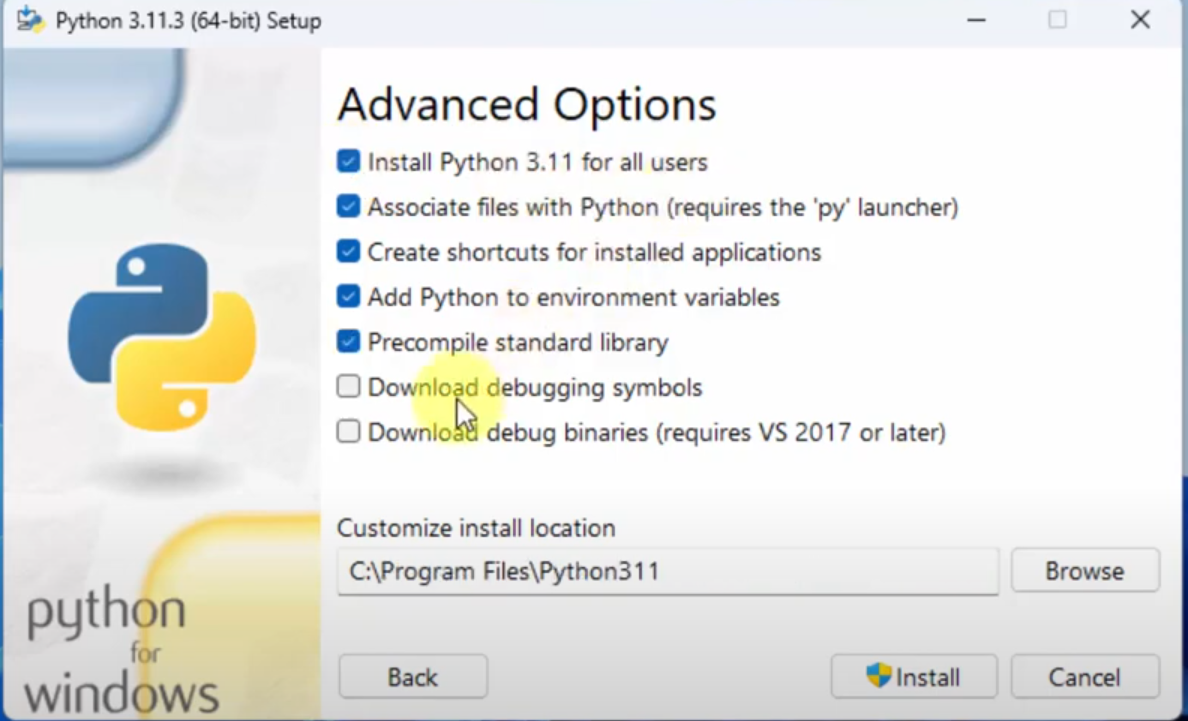 Python 3.11.3 (64-bit) Setup
Advanced Options
Install Python 3.11 for all users
Associate files with Python (requires the 'py' launcher)
Create shortcuts for installed applications
Add Python to environment variables
Precompile standard library
Download debugging symbols
Download debug binaries (requires VS 2017 or later)
Customize install location
C:\Program Files\Python311
Browse
python
for
windows
Back
Install
Cancel